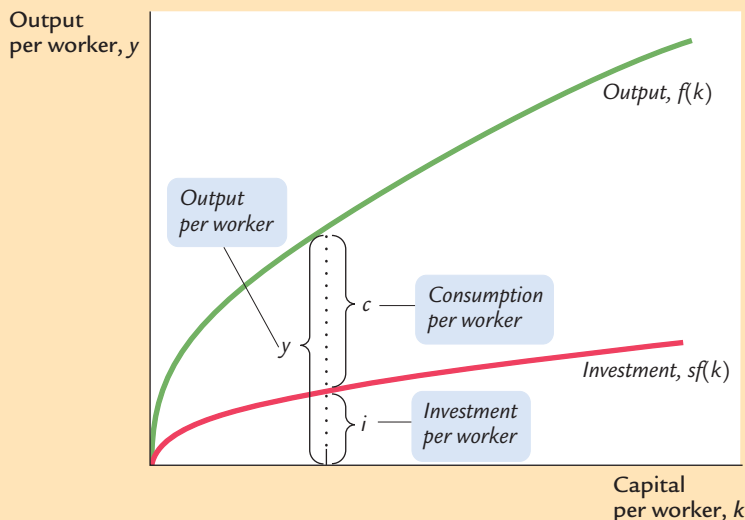 Output
per worker, y
Output, f(k)
Output
per worker
c
Consumption
per worker
y
Investment, sf(k)
i
Investment
per worker
Capital
per worker, k